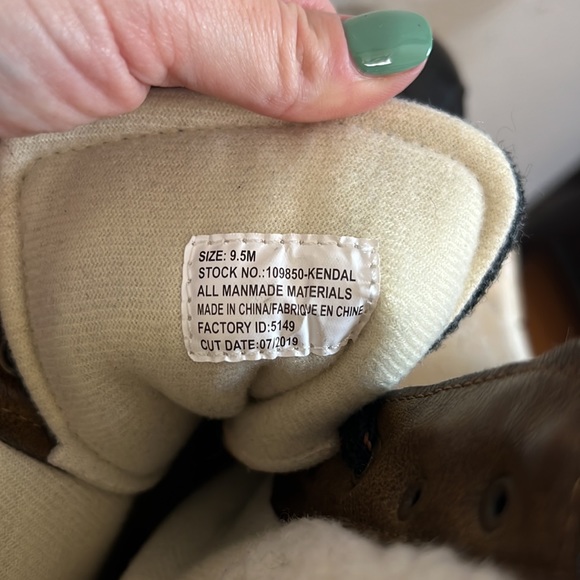 SIZE: 9.5M
STOCK NO.:109850-KENDAL
ALL MANMADE MATERIALS
MADE IN CHINA/FABRIQUE EN CHINE
FACTORY ID:5149
CUT DATE:07/2019